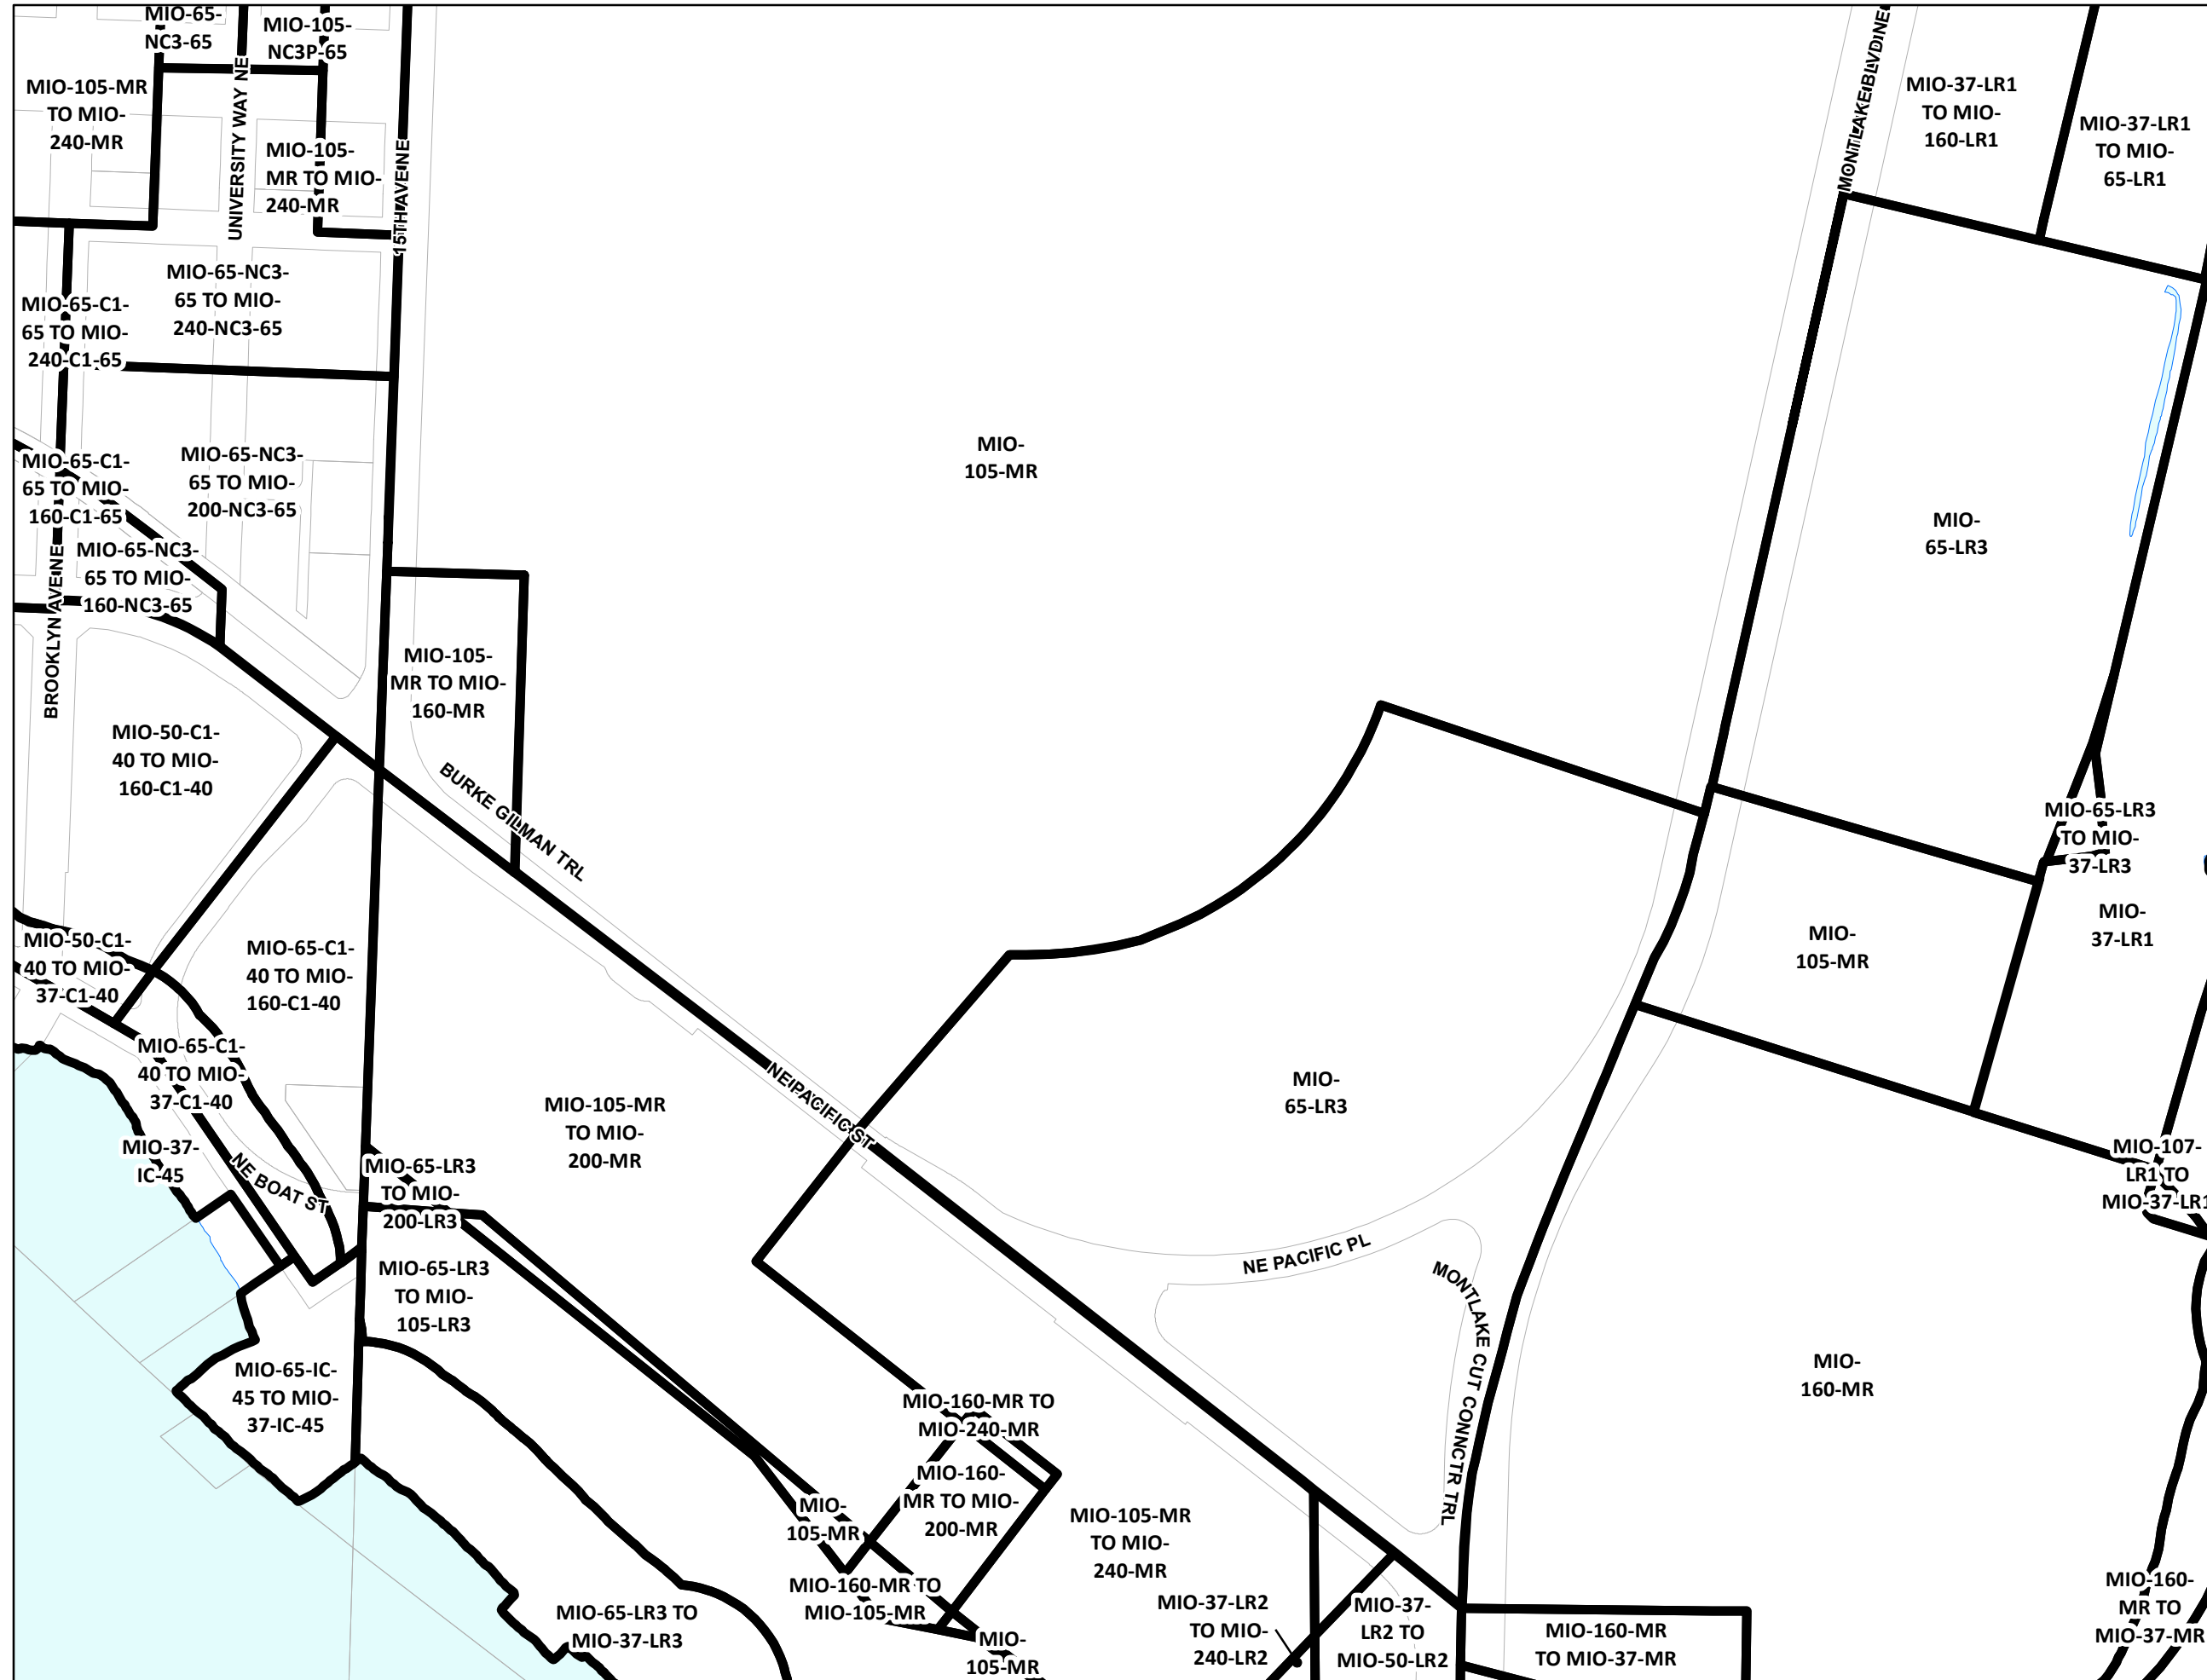 MIO-65-
NC3-65
MIO-105-
NC3P-65
MIO-105-MR
TO MIO-
240-MR
UNIVERSITY WAY NE
MIO-105-
MR TO MIO-
240-MR
15TH AVE NE
MONTLAKE BLVD NE
MIO-37-LR1
TO MIO-
160-LR1
MIO-37-LR1
TO MIO-
65-LR1
MIO-65-NC3-
65 TO MIO-
240-NC3-65
MIO-65-C1-
65 TO MIO-
240-C1-65
MIO-
105-MR
MIO-65-C1-
65 TO MIO-
160-C1-65
MIO-65-NC3-
65 TO MIO-
200-NC3-65
MIO-
65-LR3
MIO-65-NC3-
65 TO MIO-
160-NC3-65
BROOKLYN AVE NE
MIO-105-
MR TO MIO-
160-MR
MIO-50-C1-
40 TO MIO-
160-C1-40
BURKE GILMAN TRL
MIO-65-LR3
TO MIO-
37-LR3
MIO-
37-LR1
MIO-
105-MR
MIO-50-C1-
40 TO MIO-
37-C1-40
MIO-65-C1-
40 TO MIO-
160-C1-40
MIO-65-C1-
40 TO MIO-
37-C1-40
NE PACIFIC ST
MIO-
65-LR3
MIO-105-MR
TO MIO-
200-MR
MIO-37-
IC-45
NE BOAT ST
MIO-65-LR3
TO MIO-
200-LR3
MIO-107-
LR1 TO
MIO-37-LR1
NE PACIFIC PL
MONTLAKE CUT CONNCTR TRL
MIO-65-LR3
TO MIO-
105-LR3
MIO-65-IC-
45 TO MIO-
37-IC-45
MIO-
160-MR
MIO-160-MR TO
MIO-240-MR
MIO-160-
MR TO MIO-
200-MR
MIO-
105-MR
MIO-105-MR
TO MIO-
240-MR
MIO-160-MR TO
MIO-105-MR
MIO-65-LR3 TO
MIO-37-LR3
MIO-
105-MR
MIO-37-LR2
TO MIO-
240-LR2
MIO-37-
LR2 TO
MIO-50-LR2
MIO-160-MR
TO MIO-37-MR
MIO-160-
MR TO
MIO-37-MR